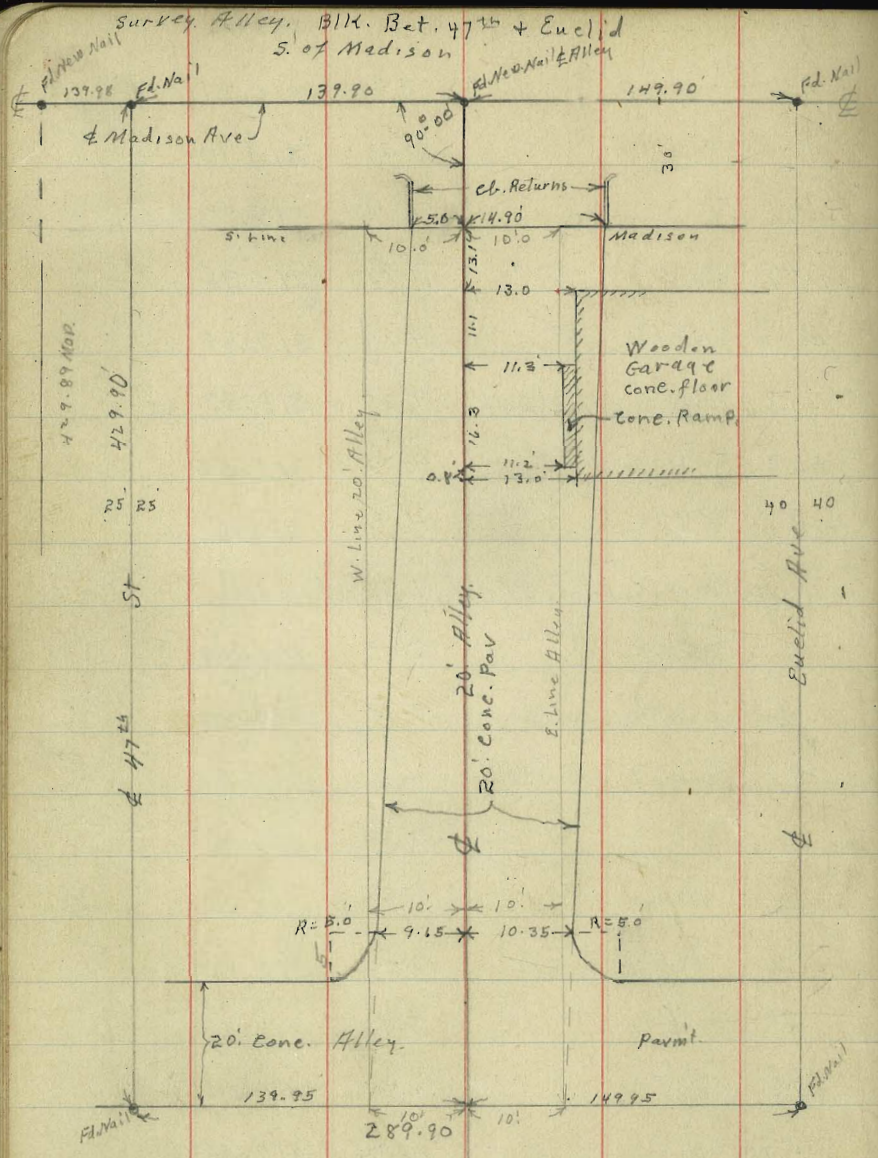 Survey Alley. Blk. Bet. 47th + Euclid
S. of Madison
Fd. New Nail
Fd. Nail
Fd. New. Nail ℄ Alley
Fd. Nail
℄ 139.98 139.90 149.90' ℄
℄ Madison Ave
90°-00'
30'
Cb. Returns
5.0 14.90'
S. Line 10.0' 10.0' Madison
13.1
13.0
11.1
Wooden
Garage
conc. floor
11.3'
Conc. Ramp.
16.3
11.2'
0.8' 13.0'
429.89 MOD.
429.90'
W. Line 20' Alley
25' 25'
40 40
℄ 47th St
20' Alley.
20' Conc. Pav
℄
E. Line Alley
℄ Euclid Ave
10' 10'
R=5.0' 9.65 10.35 R=5.0'
5
20' Conc. Alley. Pavmt.
Fd. Nail
139.95 149.95
Fd. Nail
10' 10'
289.90